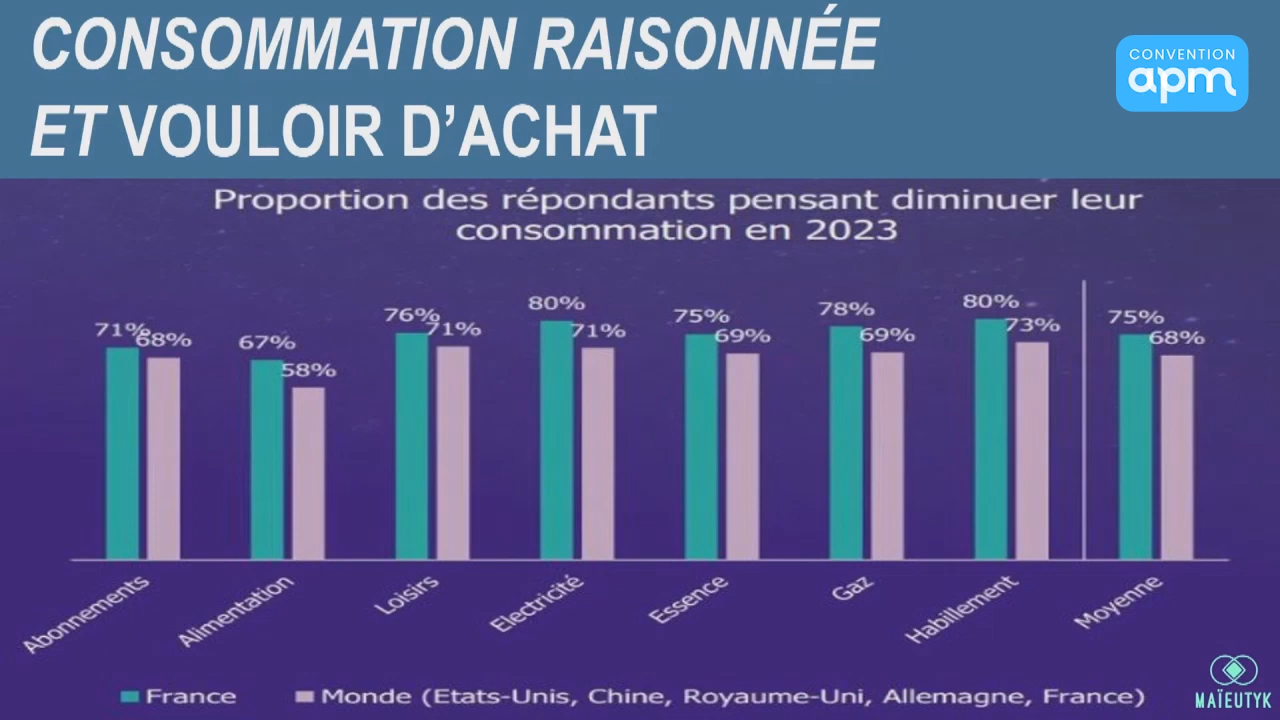 CONSOMMATION RAISONNÉE
ET VOULOIR D’ACHAT
CONVENTION
apm
Proportion des répondants pensant diminuer leur
consommation en 2023
71% 68% 67% 58% 76% 71% 80% 71% 75% 69% 78% 69% 80% 73% 75% 68%
Abonnements Alimentation Loisirs Electricité Essence Gaz Habillement Moyenne
France Monde (Etats-Unis, Chine, Royaume-Uni, Allemagne, France)
MAÏEUTYK